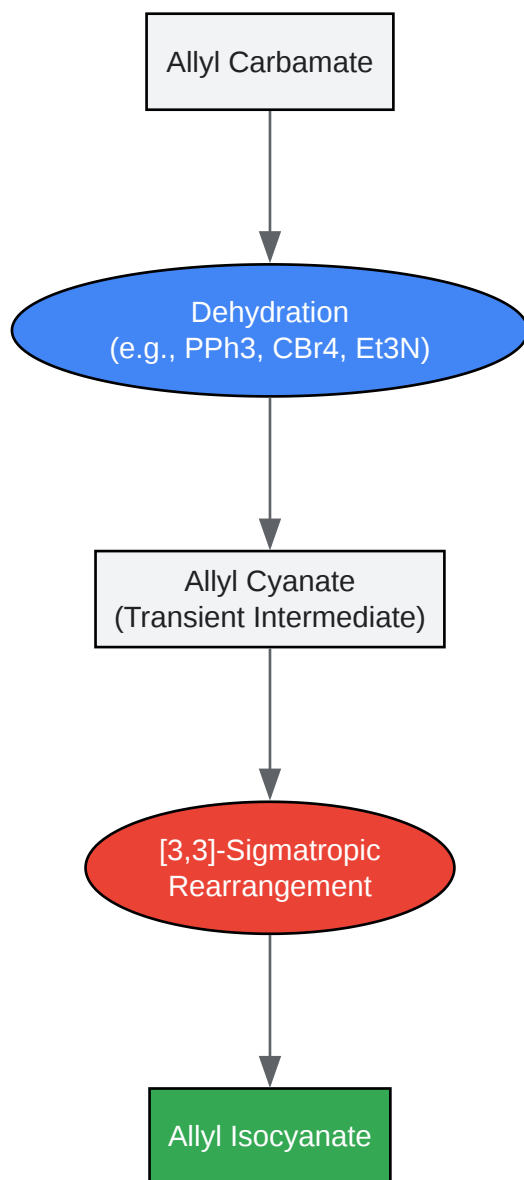 Allyl Carbamate
Dehydration
(e.g., PPh3, CBr4, Et3N)
Allyl Cyanate
(Transient Intermediate)
[3,3]-Sigmatropic
Rearrangement
Allyl Isocyanate